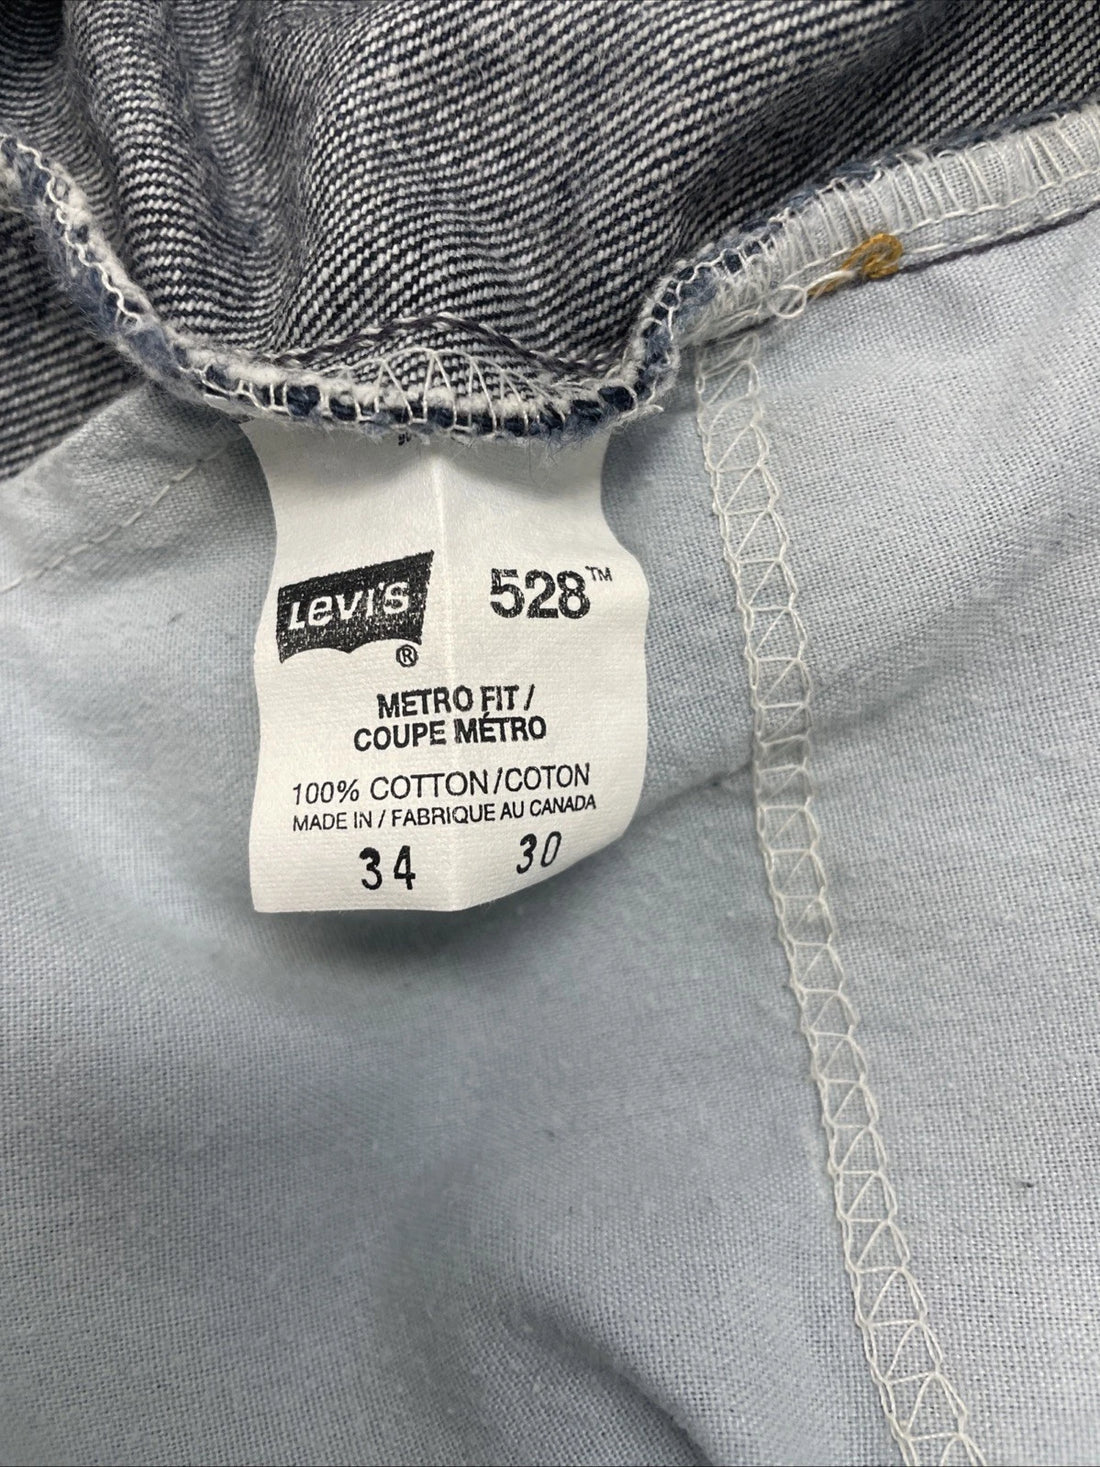 Levi's ® 528™
METRO FIT /
COUPE MÉTRO
100% COTTON/COTON
MADE IN / FABRIQUE AU CANADA
34 30